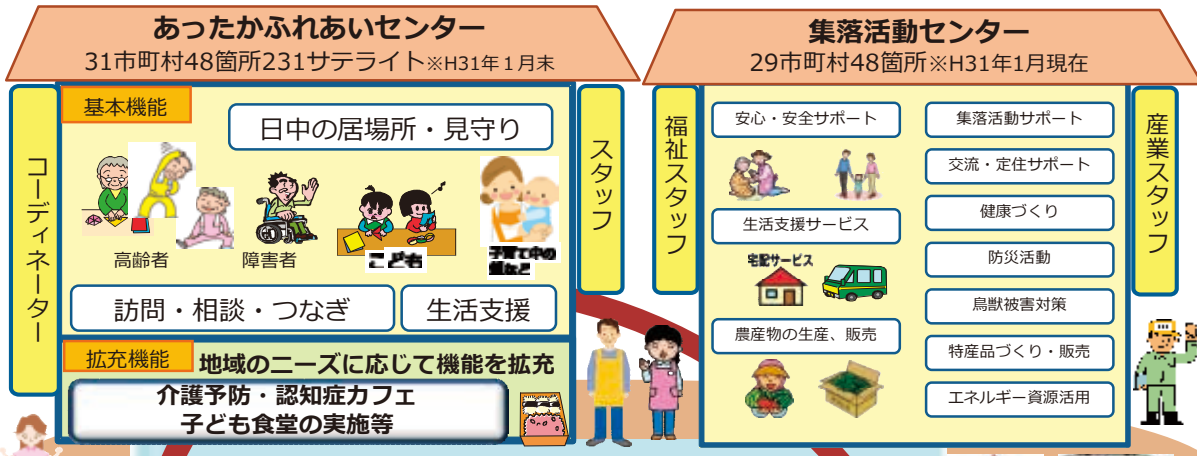 あったかふれあいセンター
31市町村48箇所231サテライト※H31年1月末
コーディネーター
基本機能
日中の居場所・見守り
高齢者
障害者
こども
子育て中の
親など
訪問・相談・つなぎ
生活支援
拡充機能
地域のニーズに応じて機能を拡充
介護予防・認知症カフェ
子ども食堂の実施等
スタッフ
集落活動センター
29市町村48箇所※H31年1月現在
福祉スタッフ
安心・安全サポート
生活支援サービス
宅配サービス
農産物の生産、販売
集落活動サポート
交流・定住サポート
健康づくり
防災活動
鳥獣被害対策
特産品づくり・販売
エネルギー資源活用
産業スタッフ